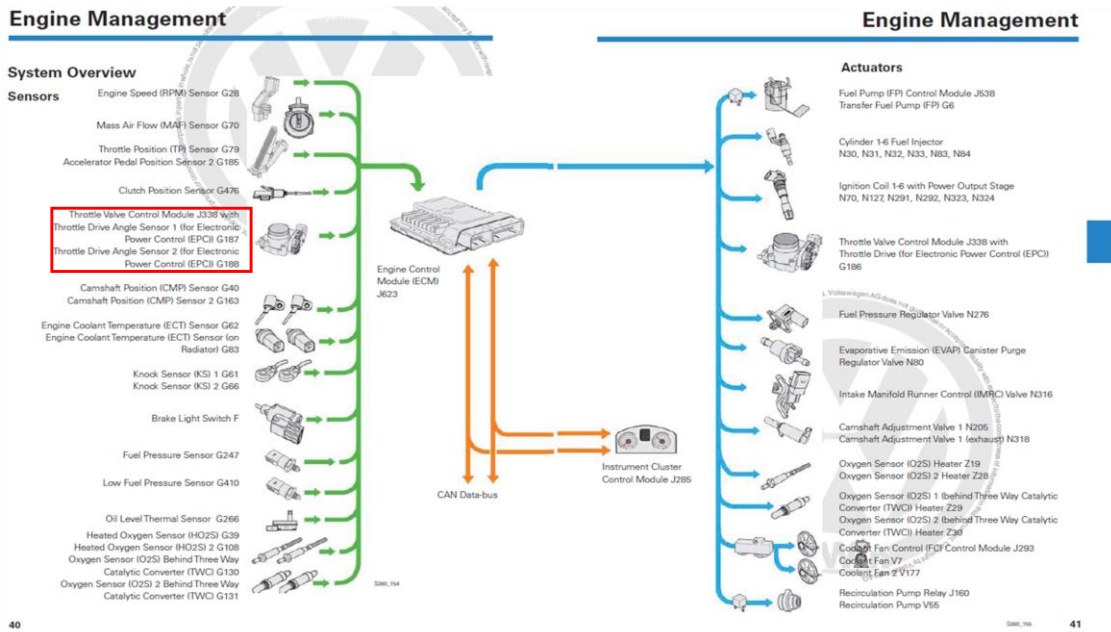 Engine Management
Engine Management
System Overview
Sensors
Engine Speed (RPM) Sensor G28
Mass Air Flow (MAF) Sensor G70
Throttle Position (TP) Sensor G79
Accelerator Pedal Position Sensor 2 G185
Clutch Position Sensor G476
Throttle Valve Control Module J338 with
Throttle Drive Angle Sensor 1 (for Electronic
Power Control (EPC)) G187
Throttle Drive Angle Sensor 2 (for Electronic
Power Control (EPC)) G188
Camshaft Position (CMP) Sensor G40
Camshaft Position (CMP) Sensor 2 G163
Engine Coolant Temperature (ECT) Sensor G62
Engine Coolant Temperature (ECT) Sensor (on
Radiator) G83
Knock Sensor (KS) 1 G61
Knock Sensor (KS) 2 G66
Brake Light Switch F
Fuel Pressure Sensor G247
Low Fuel Pressure Sensor G410
Oil Level Thermal Sensor G266
Heated Oxygen Sensor (HO2S) G39
Heated Oxygen Sensor (HO2S) 2 G108
Oxygen Sensor (O2S) Behind Three Way
Catalytic Converter (TWC) G130
Oxygen Sensor (O2S) 2 Behind Three Way
Catalytic Converter (TWC) G131
Engine Control
Module (ECM)
J623
CAN Data-bus
Instrument Cluster
Control Module J285
Actuators
Fuel Pump (FP) Control Module J538
Transfer Fuel Pump (FP) G6
Cylinder 1-6 Fuel Injector
N30, N31, N32, N33, N83, N84
Ignition Coil 1-6 with Power Output Stage
N70, N127, N291, N292, N323, N324
Throttle Valve Control Module J338 with
Throttle Drive (for Electronic Power Control (EPC))
G186
Fuel Pressure Regulator Valve N276
Evaporative Emission (EVAP) Canister Purge
Regulator Valve N80
Intake Manifold Runner Control (IMRC) Valve N316
Camshaft Adjustment Valve 1 N205
Camshaft Adjustment Valve 1 (exhaust) N318
Oxygen Sensor (O2S) Heater Z19
Oxygen Sensor (O2S) 2 Heater Z28
Oxygen Sensor (O2S) 1 (behind Three Way Catalytic
Converter (TWC)) Heater Z29
Oxygen Sensor (O2S) 2 (behind Three Way Catalytic
Converter (TWC)) Heater Z30
Coolant Fan Control (FC) Control Module J293
Coolant Fan V7
Coolant Fan 2 V177
Recirculation Pump Relay J160
Recirculation Pump V55
40
41